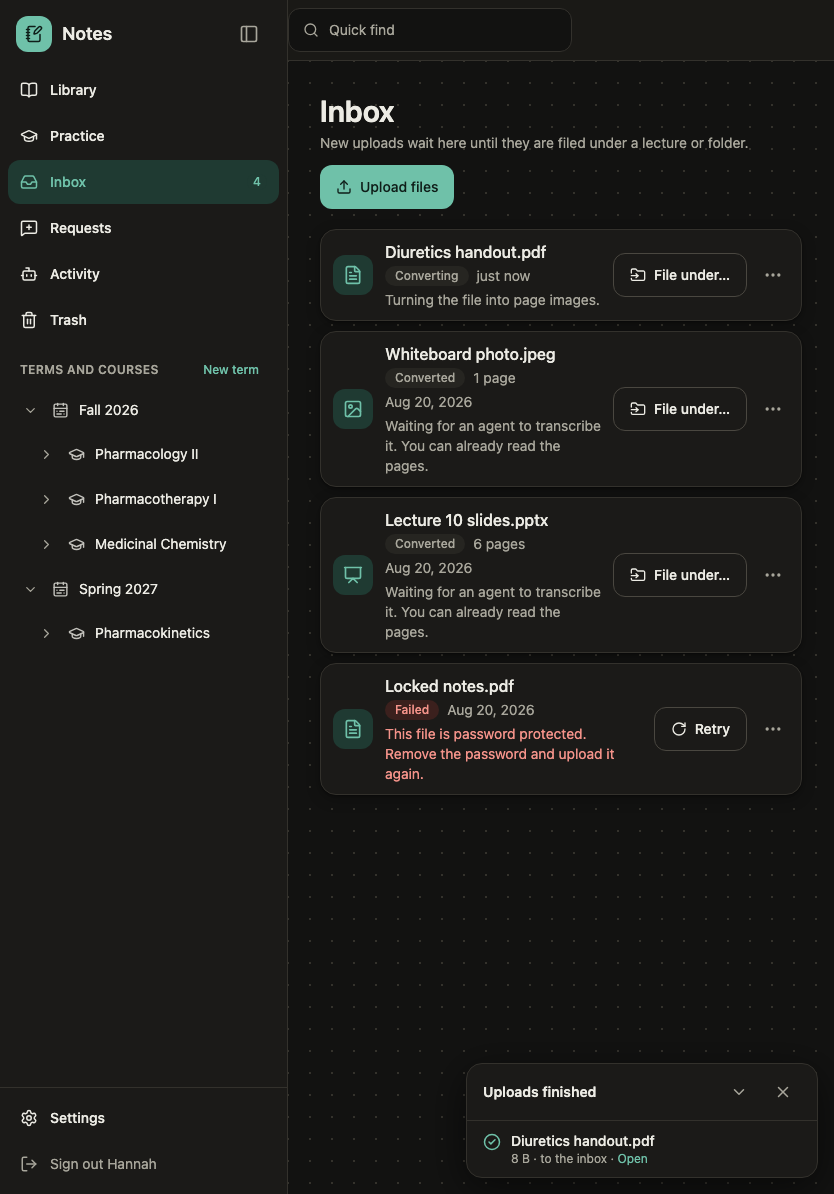 Notes
Quick find
Library
Practice
Inbox 4
Requests
Activity
Trash
TERMS AND COURSES New term
Fall 2026
Pharmacology II
Pharmacotherapy I
Medicinal Chemistry
Spring 2027
Pharmacokinetics
Settings
Sign out Hannah
Inbox
New uploads wait here until they are filed under a lecture or folder.
Upload files
Diuretics handout.pdf
Converting just now
Turning the file into page images.
File under...
Whiteboard photo.jpeg
Converted 1 page
Aug 20, 2026
Waiting for an agent to transcribe
it. You can already read the
pages.
File under...
Lecture 10 slides.pptx
Converted 6 pages
Aug 20, 2026
Waiting for an agent to transcribe
it. You can already read the
pages.
File under...
Locked notes.pdf
Failed Aug 20, 2026
This file is password protected.
Remove the password and upload it
again.
Retry
Uploads finished
Diuretics handout.pdf
8 B · to the inbox · Open